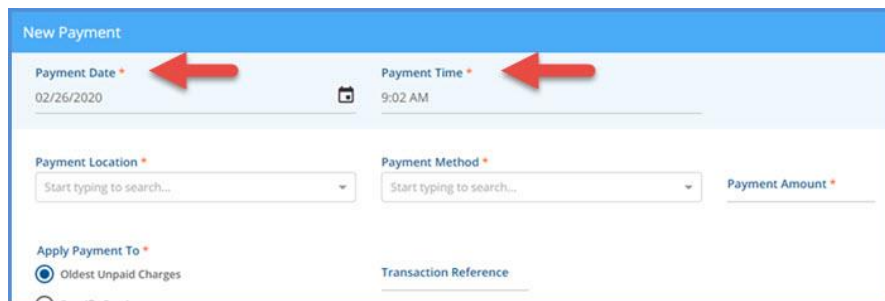 New Payment
Payment Date * Payment Time *
02/26/2020 9:02 AM
Payment Location * Payment Method *
Start typing to search... Start typing to search... Payment Amount *
Apply Payment To *
Oldest Unpaid Charges Transaction Reference